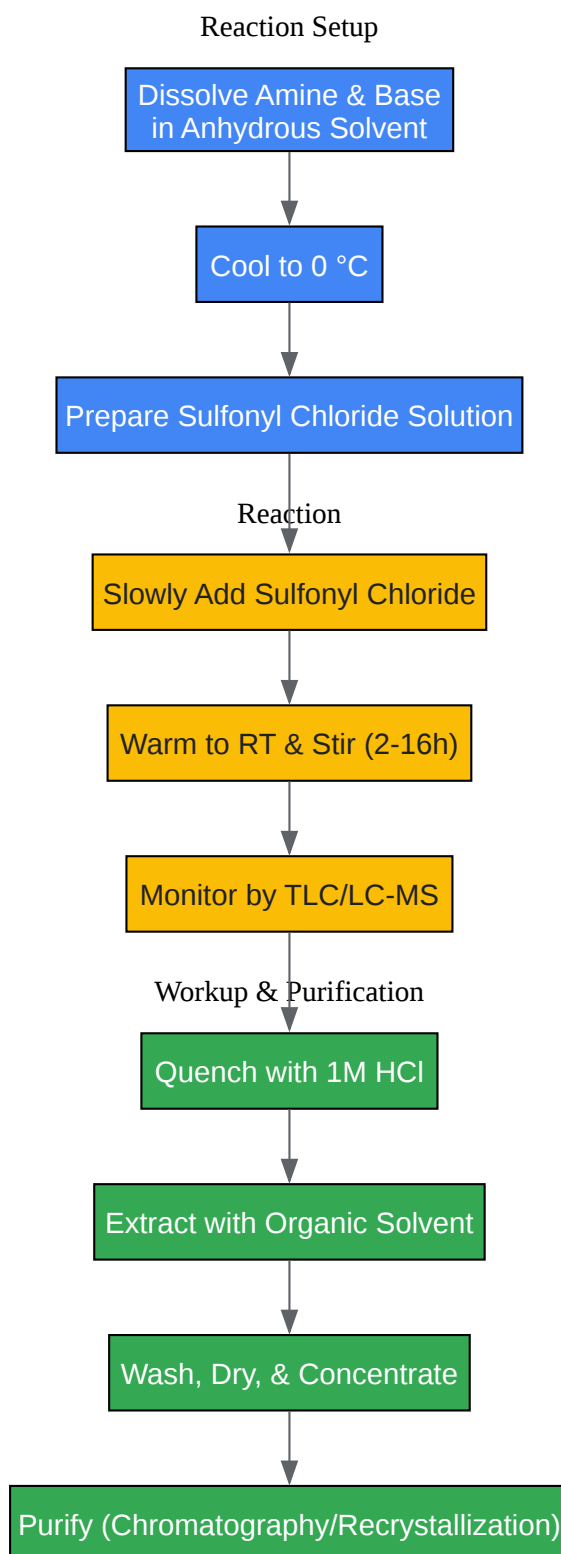 Reaction Setup
Dissolve Amine & Base
in Anhydrous Solvent
Cool to 0 °C
Prepare Sulfonyl Chloride Solution
Reaction
Slowly Add Sulfonyl Chloride
Warm to RT & Stir (2-16h)
Monitor by TLC/LC-MS
Workup & Purification
Quench with 1M HCl
Extract with Organic Solvent
Wash, Dry, & Concentrate
Purify (Chromatography/Recrystallization)